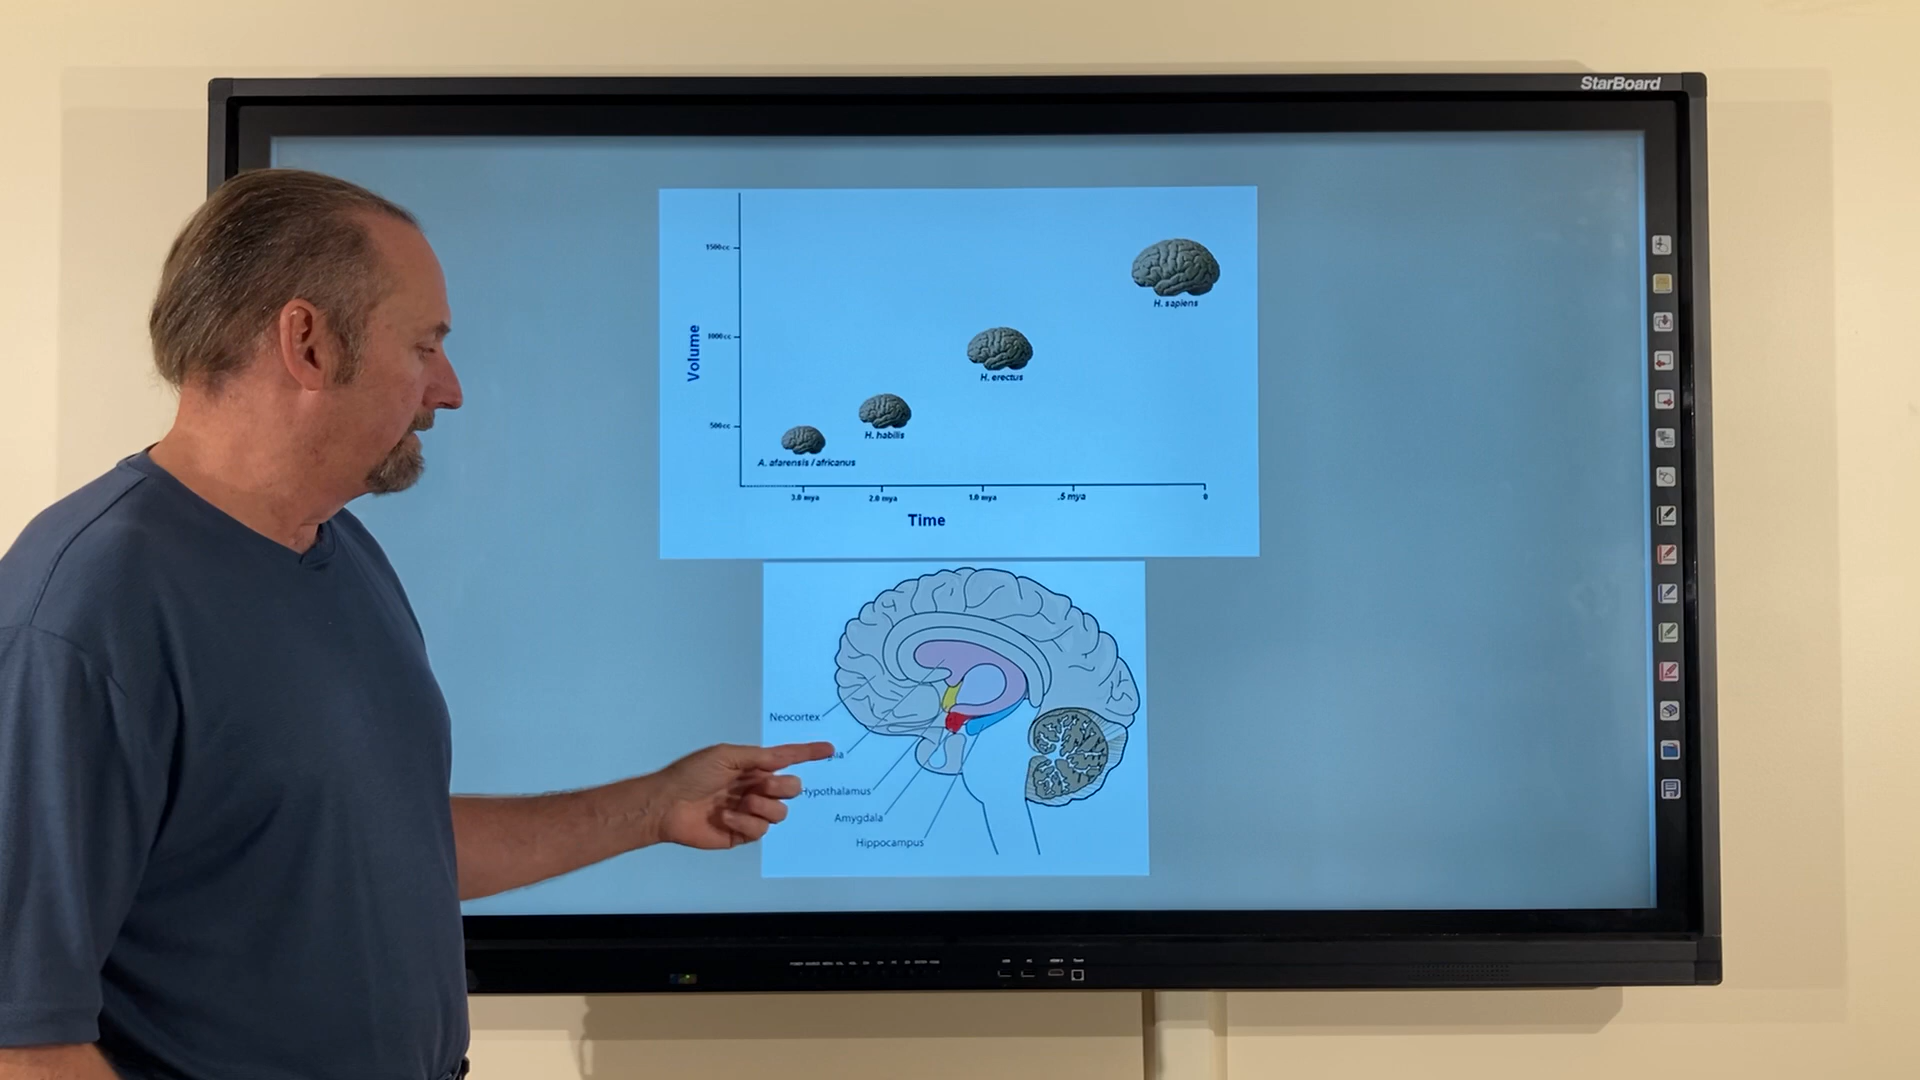 StarBoard
1500cc
H. sapiens
Volume
1000cc
H. erectus
500cc
H. habilis
A. afarensis / africanus
3.0 mya 2.0 mya 1.0 mya .5 mya 0
Time
Neocortex
Hypothalamus
Amygdala
Hippocampus